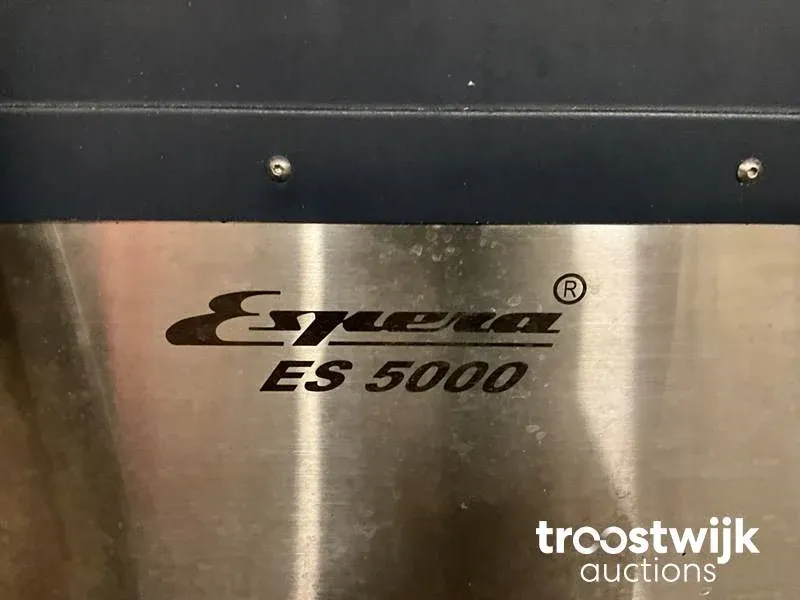 Espera®
ES 5000
troostwijk
auctions